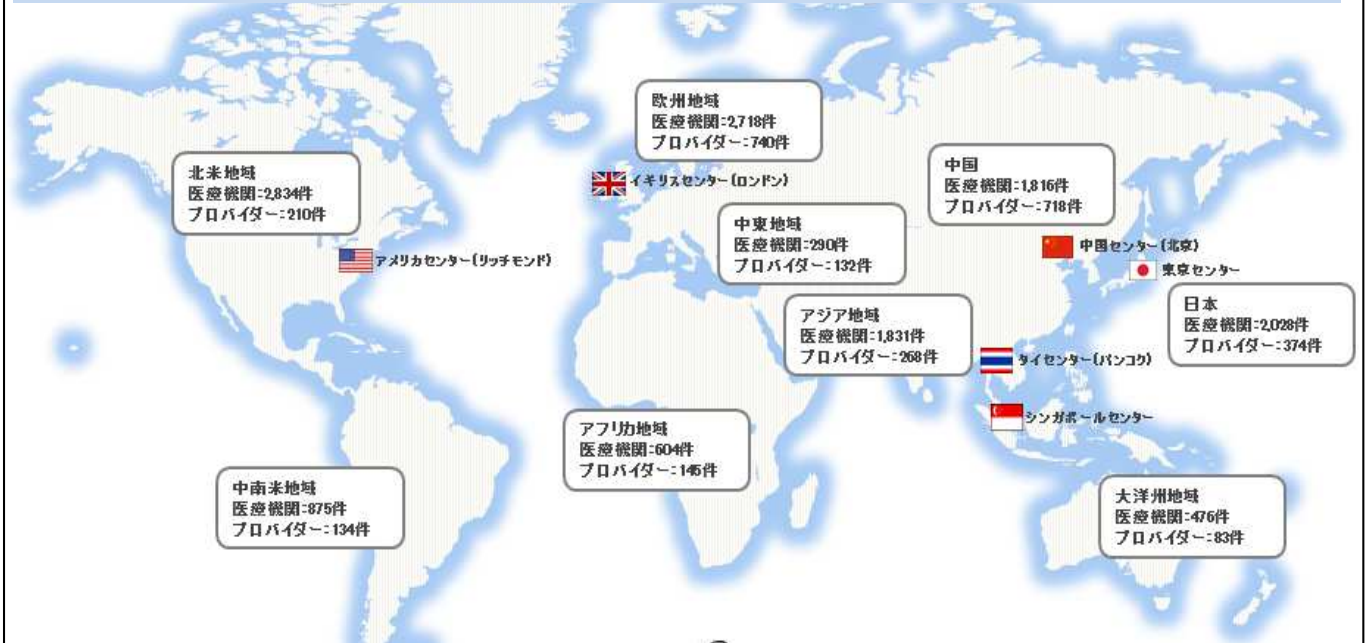 欧州地域
医療機関:2,718件
プロバイダー:740件
北米地域
医療機関:2,834件
プロバイダー:210件
中国
医療機関:1,816件
プロバイダー:718件
イギリスセンター(ロンドン)
中東地域
医療機関:290件
プロバイダー:132件
アメリカセンター(リッチモンド)
中国センター(北京)
東京センター
アジア地域
医療機関:1,831件
プロバイダー:268件
日本
医療機関:2,028件
プロバイダー:374件
タイセンター(バンコク)
シンガポールセンター
アフリカ地域
医療機関:604件
プロバイダー:145件
中南米地域
医療機関:875件
プロバイダー:134件
大洋州地域
医療機関:476件
プロバイダー:83件